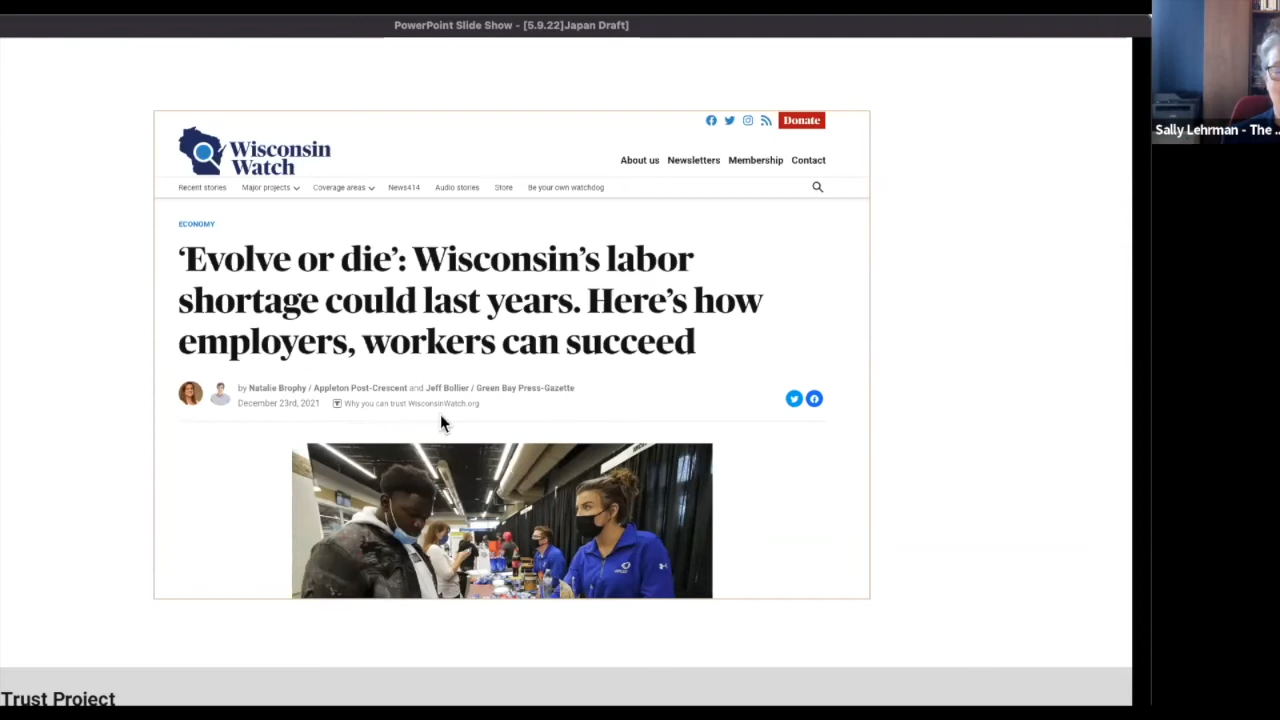 PowerPoint Slide Show - [5.9.22]Japan Draft]
Donate
Wisconsin
Watch
About us Newsletters Membership Contact
Recent stories Major projects Coverage areas News414 Audio stories Store Be your own watchdog
ECONOMY
‘Evolve or die’: Wisconsin’s labor
shortage could last years. Here’s how
employers, workers can succeed
by Natalie Brophy / Appleton Post-Crescent and Jeff Bollier / Green Bay Press-Gazette
December 23rd, 2021 T Why you can trust WisconsinWatch.org
Sally Lehrman - The ...
Trust Project